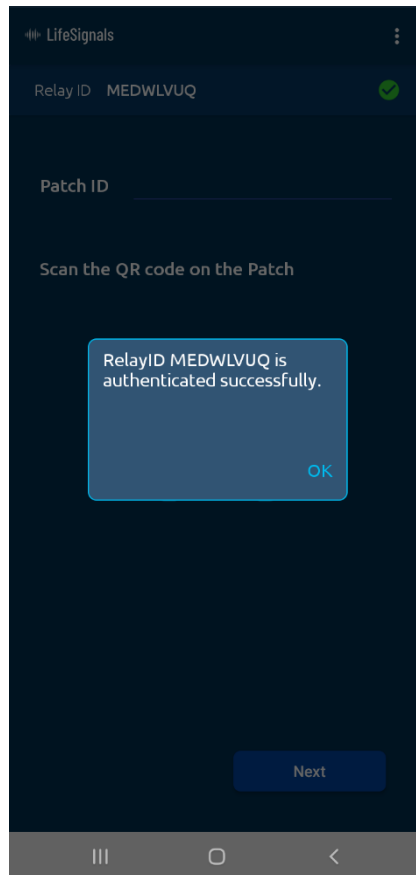 LifeSignals
Relay ID MEDWLVUQ
Patch ID
Scan the QR code on the Patch
RelayID MEDWLVUQ is
authenticated successfully.
OK
Next